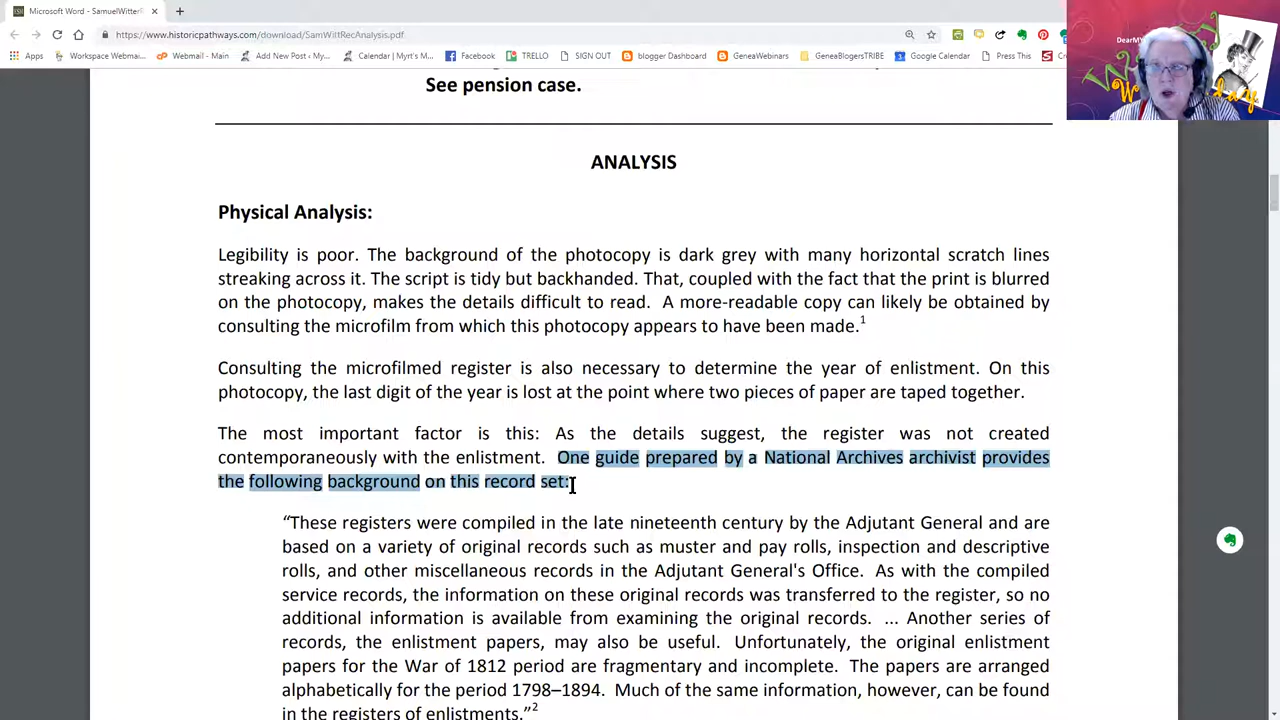 Microsoft Word - SamuelWitter
https://www.historicpathways.com/download/SamWittRecAnalysis.pdf
Apps Workspace Webmail:... Webmail - Main Add New Post... Calendar | Myrt's M... Facebook TRELLO SIGN OUT blogger Dashboard GeneaWebinars GeneaBloggersTRIBE Google Calendar Press This
DearMY
See pension case.
ANALYSIS
Physical Analysis:
Legibility is poor. The background of the photocopy is dark grey with many horizontal scratch lines
streaking across it. The script is tidy but backhanded. That, coupled with the fact that the print is blurred
on the photocopy, makes the details difficult to read. A more-readable copy can likely be obtained by
consulting the microfilm from which this photocopy appears to have been made.1
Consulting the microfilmed register is also necessary to determine the year of enlistment. On this
photocopy, the last digit of the year is lost at the point where two pieces of paper are taped together.
The most important factor is this: As the details suggest, the register was not created
contemporaneously with the enlistment. One guide prepared by a National Archives archivist provides
the following background on this record set:
“These registers were compiled in the late nineteenth century by the Adjutant General and are
based on a variety of original records such as muster and pay rolls, inspection and descriptive
rolls, and other miscellaneous records in the Adjutant General's Office. As with the compiled
service records, the information on these original records was transferred to the register, so no
additional information is available from examining the original records. ... Another series of
records, the enlistment papers, may also be useful. Unfortunately, the original enlistment
papers for the War of 1812 period are fragmentary and incomplete. The papers are arranged
alphabetically for the period 1798–1894. Much of the same information, however, can be found
in the registers of enlistments.”2